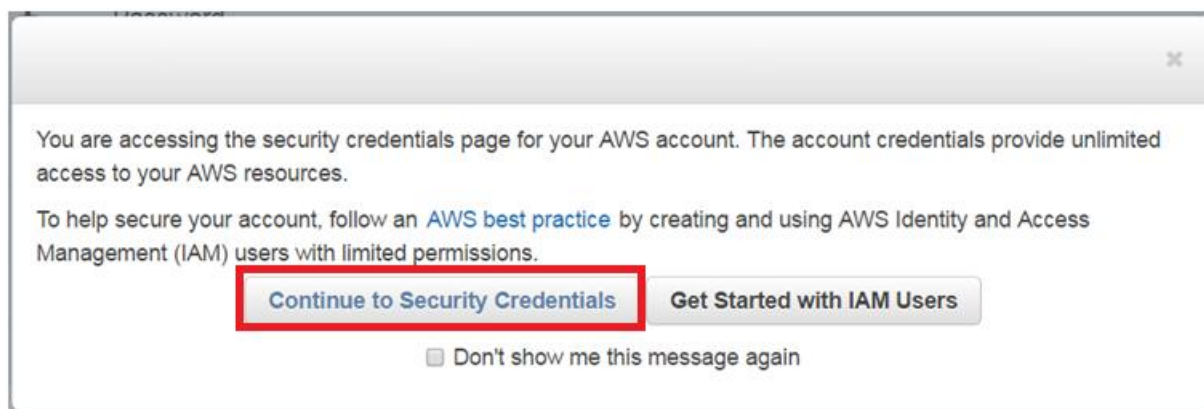 You are accessing the security credentials page for your AWS account. The account credentials provide unlimited
access to your AWS resources.
To help secure your account, follow an AWS best practice by creating and using AWS Identity and Access
Management (IAM) users with limited permissions.
Continue to Security Credentials Get Started with IAM Users
Don't show me this message again